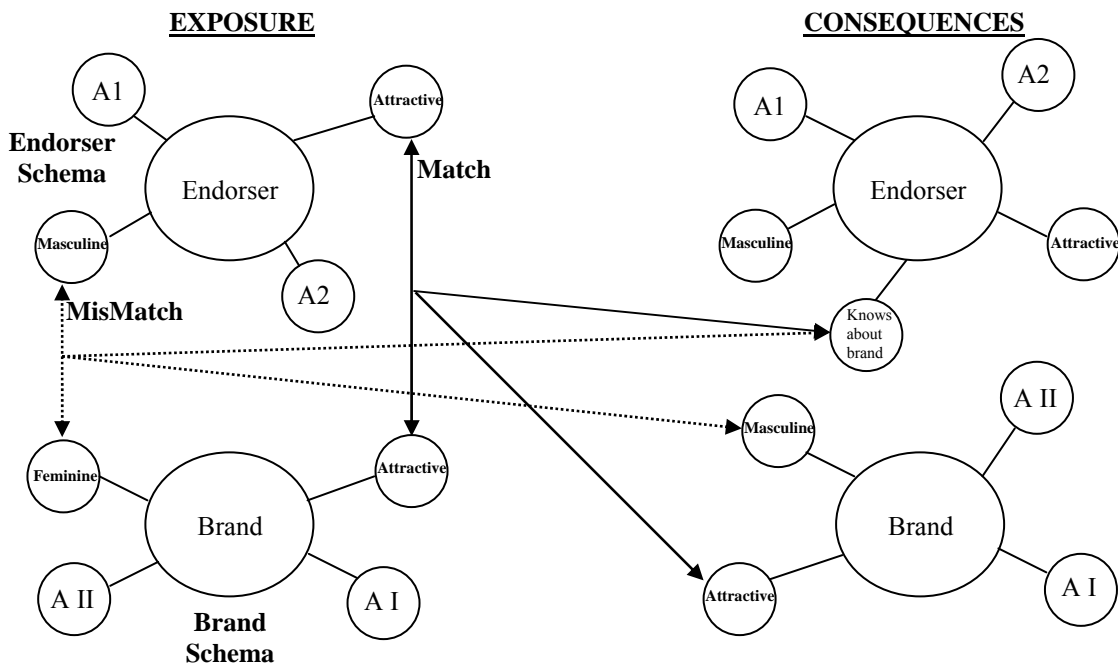 EXPOSURE
CONSEQUENCES
A1
Attractive
Endorser
Schema
Endorser
Match
Masculine
A2
MisMatch
Feminine
Attractive
Brand
A II
A I
Brand
Schema
A1
A2
Endorser
Masculine
Attractive
Knows
about
brand
Masculine
A II
Brand
Attractive
A I